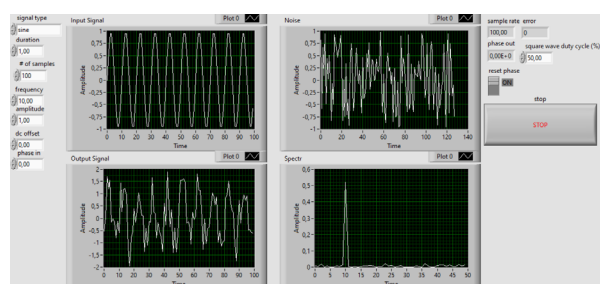 signal type
sine
duration
1,00
# of samples
100
frequency
10,00
amplitude
1,00
dc offset
0,00
phase in
0,00
Input Signal
Plot 0
Amplitude
1-
0,75-
0,5-
0,25-
0-
-0,25-
-0,5-
-0,75-
-1-
0 10 20 30 40 50 60 70 80 90 100
Time
Noise
Plot 0
Amplitude
1-
0,75-
0,5-
0,25-
0-
-0,25-
-0,5-
-0,75-
-1-
0 20 40 60 80 100 120 140
Time
Output Signal
Plot 0
Amplitude
2-
1,5-
1-
0,5-
0-
-0,5-
-1-
-1,5-
-2-
0 10 20 30 40 50 60 70 80 90 100
Time
Spectr
Plot 0
Amplitude
0,6-
0,5-
0,4-
0,3-
0,2-
0,1-
0-
0 5 10 15 20 25 30 35 40 45 50
Time
sample rate error
100,00 0
phase out
0,00E+0
square wave duty cycle (%)
50,00
reset phase
ON
stop
STOP